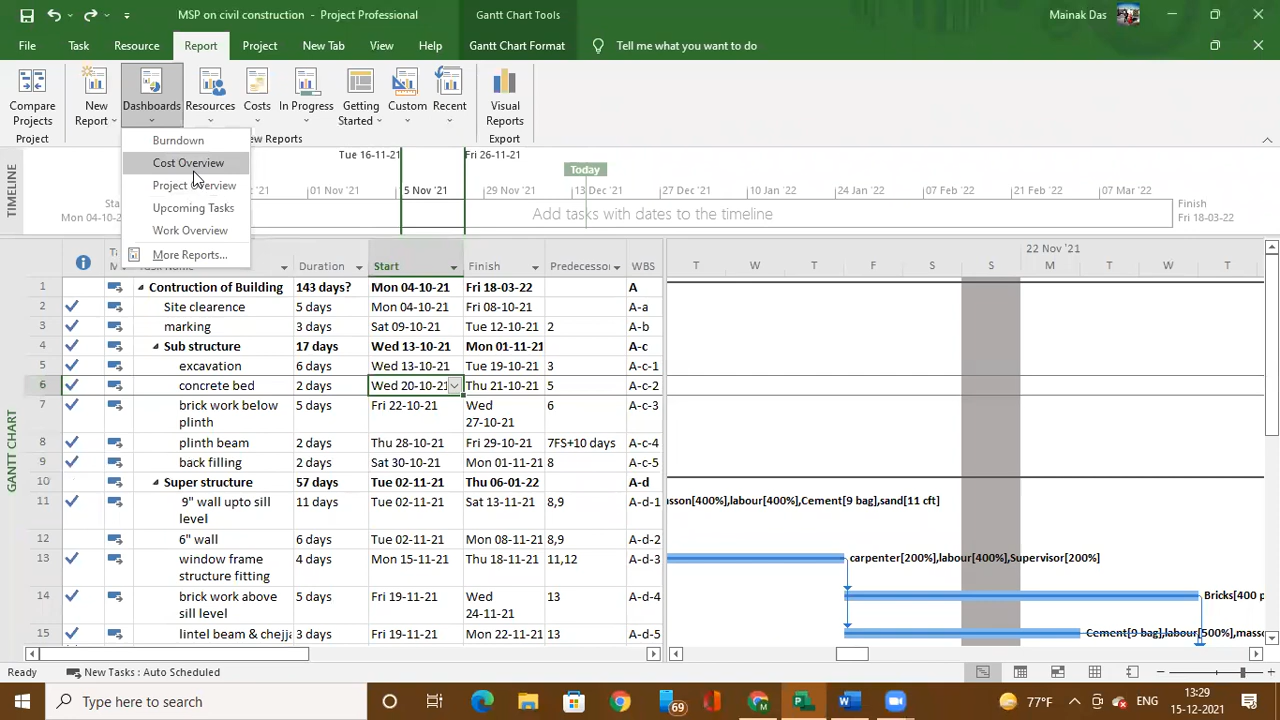 MSP on civil construction - Project Professional
Gantt Chart Tools
Mainak Das
File Task Resource Report Project New Tab View Help Gantt Chart Format Tell me what you want to do
Compare Projects
New Report
Dashboards
Resources
Costs
In Progress
Getting Started
Custom
Recent
Visual Reports
Project
View Reports
Export
Burndown
Cost Overview
Project Overview
Upcoming Tasks
Work Overview
More Reports...
TIMELINE
Tue 16-11-21
Fri 26-11-21
Today
01 Nov '21 5 Nov '21 29 Nov '21 13 Dec '21 27 Dec '21 10 Jan '22 24 Jan '22 07 Feb '22 21 Feb '22 07 Mar '22
Mon 04-10-21
Add tasks with dates to the timeline
Finish
Fri 18-03-22
GANTT CHART
Task Name Duration Start Finish Predecessor WBS
22 Nov '21
T W T F S S M T W T
1 Contruction of Building 143 days? Mon 04-10-21 Fri 18-03-22 A
2 Site clearence 5 days Mon 04-10-21 Fri 08-10-21 A-a
3 marking 3 days Sat 09-10-21 Tue 12-10-21 2 A-b
4 Sub structure 17 days Wed 13-10-21 Mon 01-11-21 A-c
5 excavation 6 days Wed 13-10-21 Tue 19-10-21 3 A-c-1
6 concrete bed 2 days Wed 20-10-21 Thu 21-10-21 5 A-c-2
7 brick work below plinth 5 days Fri 22-10-21 Wed 27-10-21 6 A-c-3
8 plinth beam 2 days Thu 28-10-21 Fri 29-10-21 7FS+10 days A-c-4
9 back filling 2 days Sat 30-10-21 Mon 01-11-21 8 A-c-5
10 Super structure 57 days Tue 02-11-21 Thu 06-01-22 A-d
11 9" wall upto sill level 11 days Tue 02-11-21 Sat 13-11-21 8,9 A-d-1
masson[400%],labour[400%],Cement[9 bag],sand[11 cft]
12 6" wall 6 days Tue 02-11-21 Mon 08-11-21 8,9 A-d-2
13 window frame structure fitting 4 days Mon 15-11-21 Thu 18-11-21 11,12 A-d-3
carpenter[200%],labour[400%],Supervisor[200%]
14 brick work above sill level 5 days Fri 19-11-21 Wed 24-11-21 13 A-d-4
Bricks[400 p
15 lintel beam & chejja 3 days Fri 19-11-21 Mon 22-11-21 13 A-d-5
Cement[9 bag],labour[500%],masso
Ready New Tasks : Auto Scheduled
Type here to search
69
77°F
ENG
13:29
15-12-2021